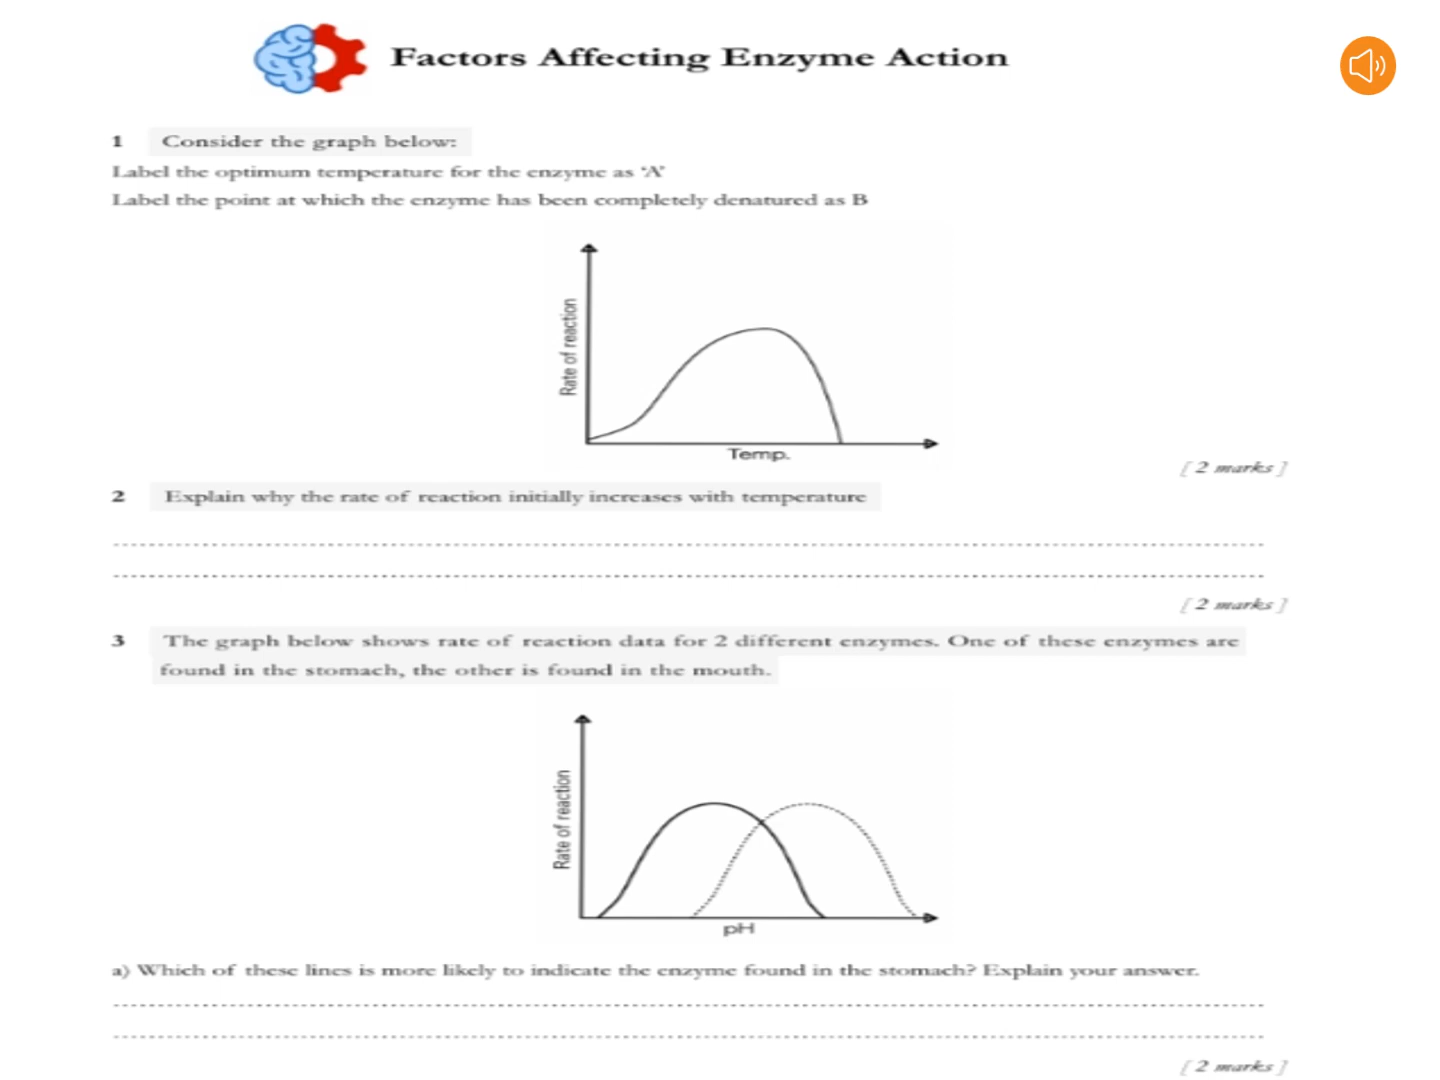 Factors Affecting Enzyme Action
1 Consider the graph below:
Label the optimum temperature for the enzyme as ‘A’
Label the point at which the enzyme has been completely denatured as B
Rate of reaction
Temp.
[ 2 marks ]
2 Explain why the rate of reaction initially increases with temperature
[ 2 marks ]
3 The graph below shows rate of reaction data for 2 different enzymes. One of these enzymes are
found in the stomach, the other is found in the mouth.
Rate of reaction
pH
a) Which of these lines is more likely to indicate the enzyme found in the stomach? Explain your answer.
[ 2 marks ]